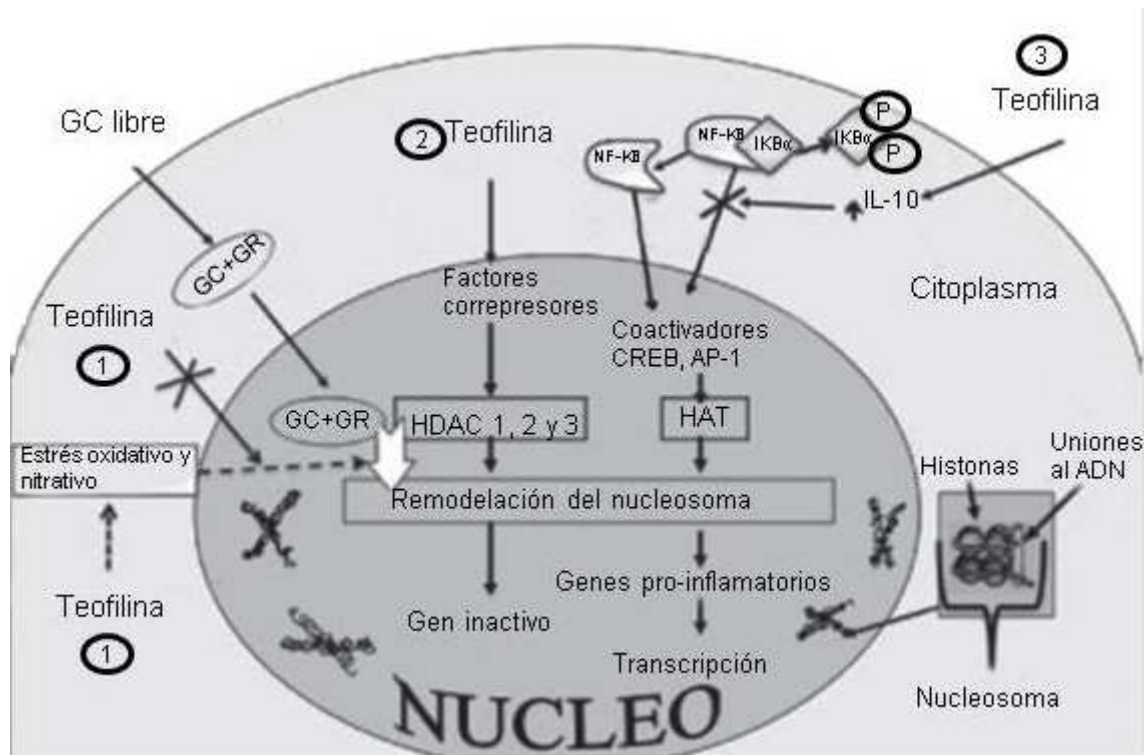 3
Teofilina
GC libre
2 Teofilina
P
NF-KB
IKBα
IKBα
NF-KB
P
IL-10
GC+GR
Factores
correpresores
Citoplasma
Teofilina
1
Coactivadores
CREB, AP-1
GC+GR
HDAC 1, 2 y 3
HAT
Estrés oxidativo y
nitrativo
Histonas
Uniones
al ADN
Remodelación del nucleosoma
Teofilina
1
Genes pro-inflamatorios
Gen inactivo
Transcripción
Nucleosoma
NUCLEO